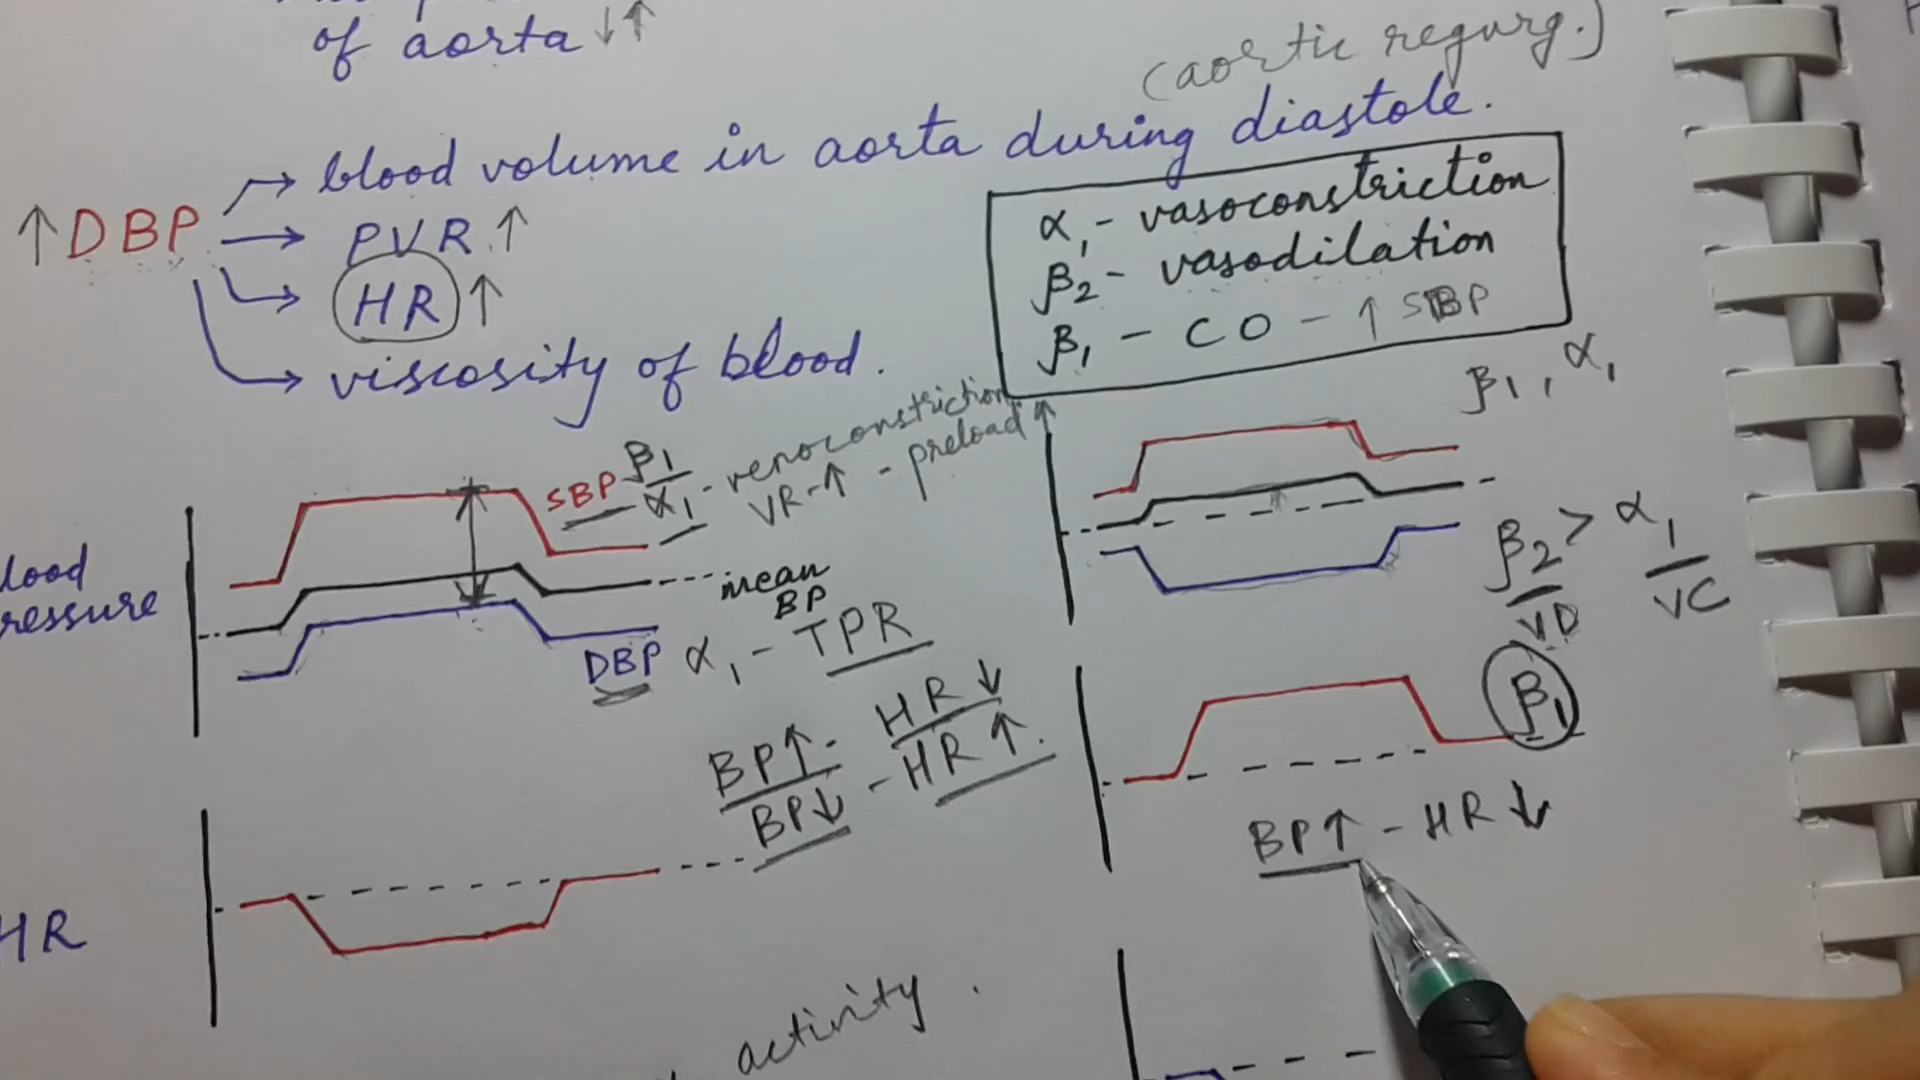 of aorta ↓↑
(aortic regurg.)
→ blood volume in aorta during diastole.
↑DBP → PVR ↑
→ HR ↑
→ viscosity of blood.
α₁ - vasoconstriction
β₂ - vasodilation
β₁ - CO - ↑ SBP
β₁, α₁
SBP - β₁
α₁ - venoconstriction
VR - ↑ - preload ↑
mean
BP
DBP α₁ - TPR
BP↑ - HR ↓
BP↓ - HR ↑.
β₂ > α₁
VD VC
β₁
BP↑ - HR ↓
HR
activity.